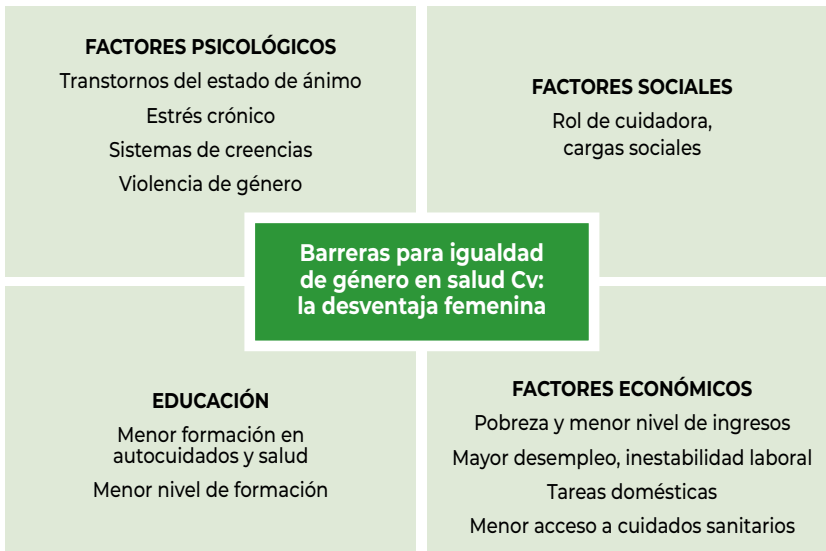 FACTORES PSICOLÓGICOS
Transtornos del estado de ánimo
Estrés crónico
Sistemas de creencias
Violencia de género
FACTORES SOCIALES
Rol de cuidadora,
cargas sociales
Barreras para igualdad
de género en salud Cv:
la desventaja femenina
EDUCACIÓN
Menor formación en
autocuidados y salud
Menor nivel de formación
FACTORES ECONÓMICOS
Pobreza y menor nivel de ingresos
Mayor desempleo, inestabilidad laboral
Tareas domésticas
Menor acceso a cuidados sanitarios